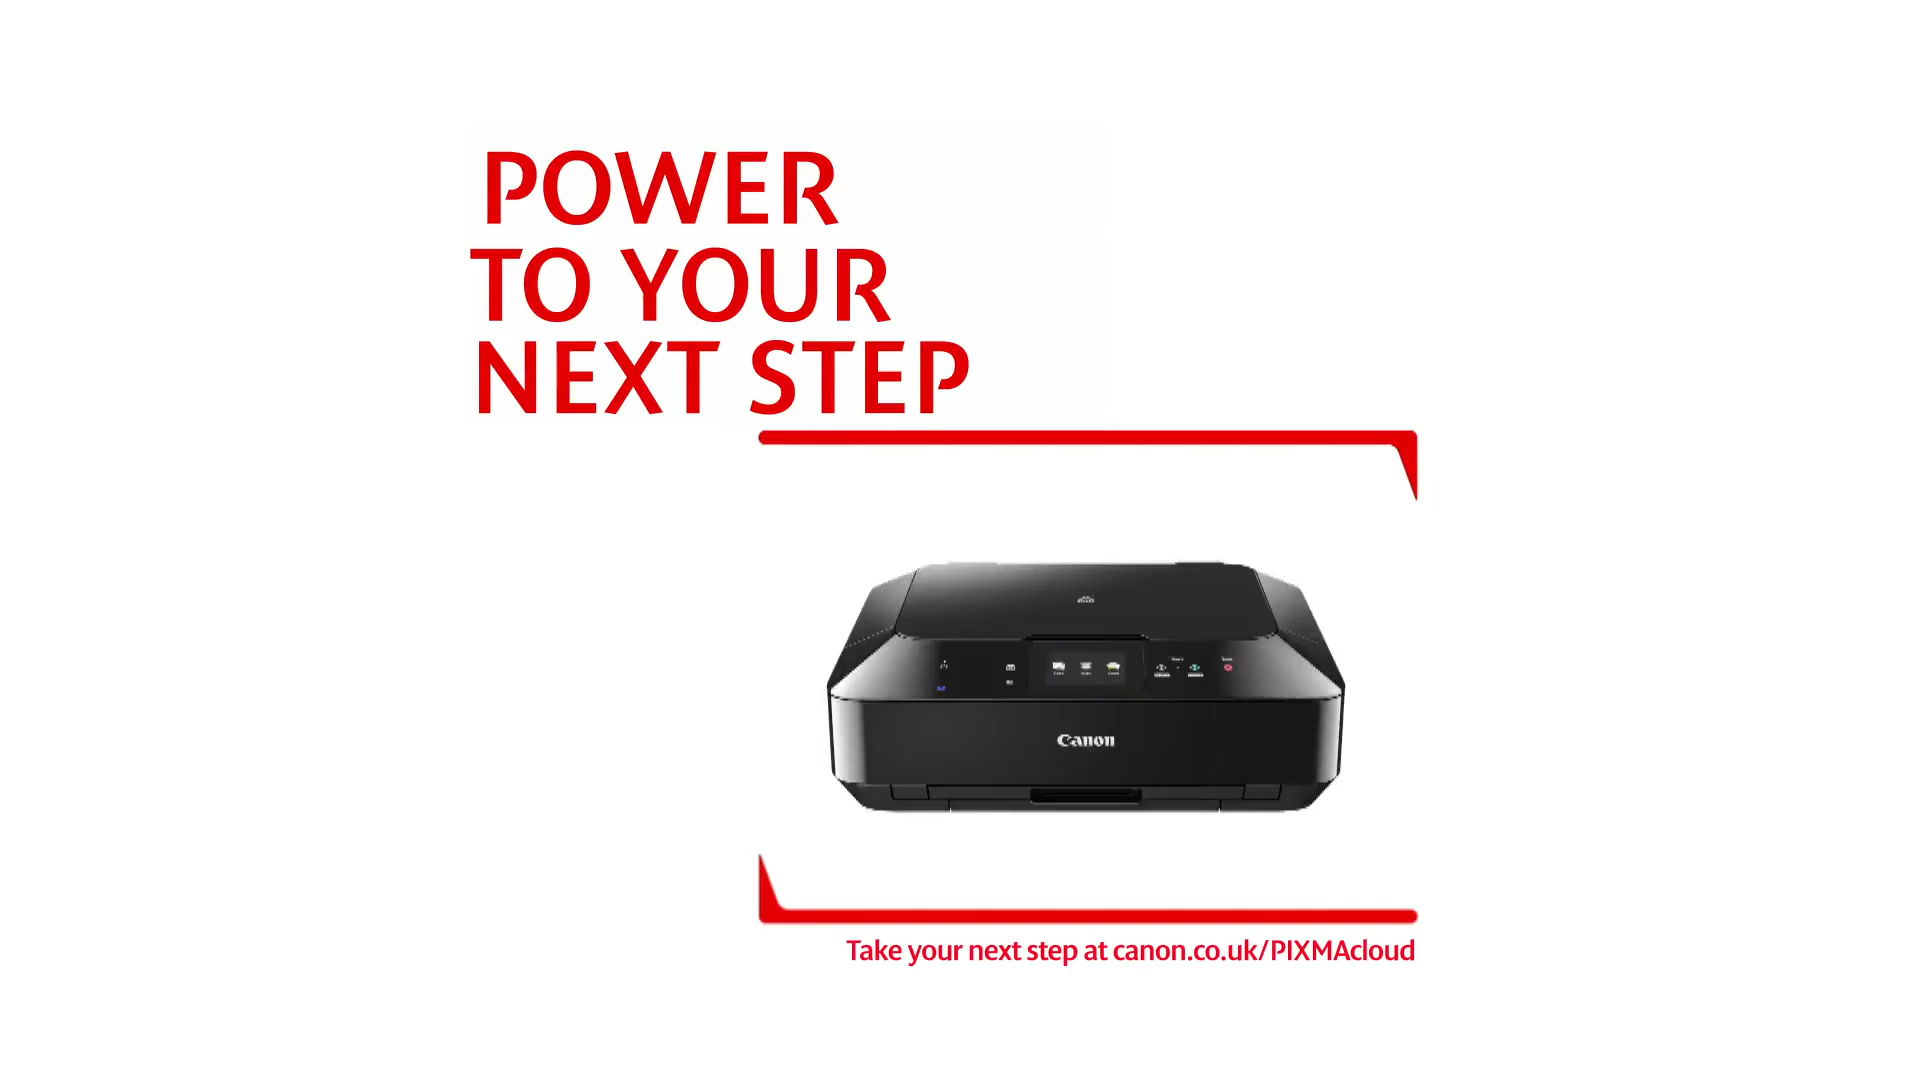 POWER
TO YOUR
NEXT STEP
Canon
Take your next step at canon.co.uk/PIXMAcloud